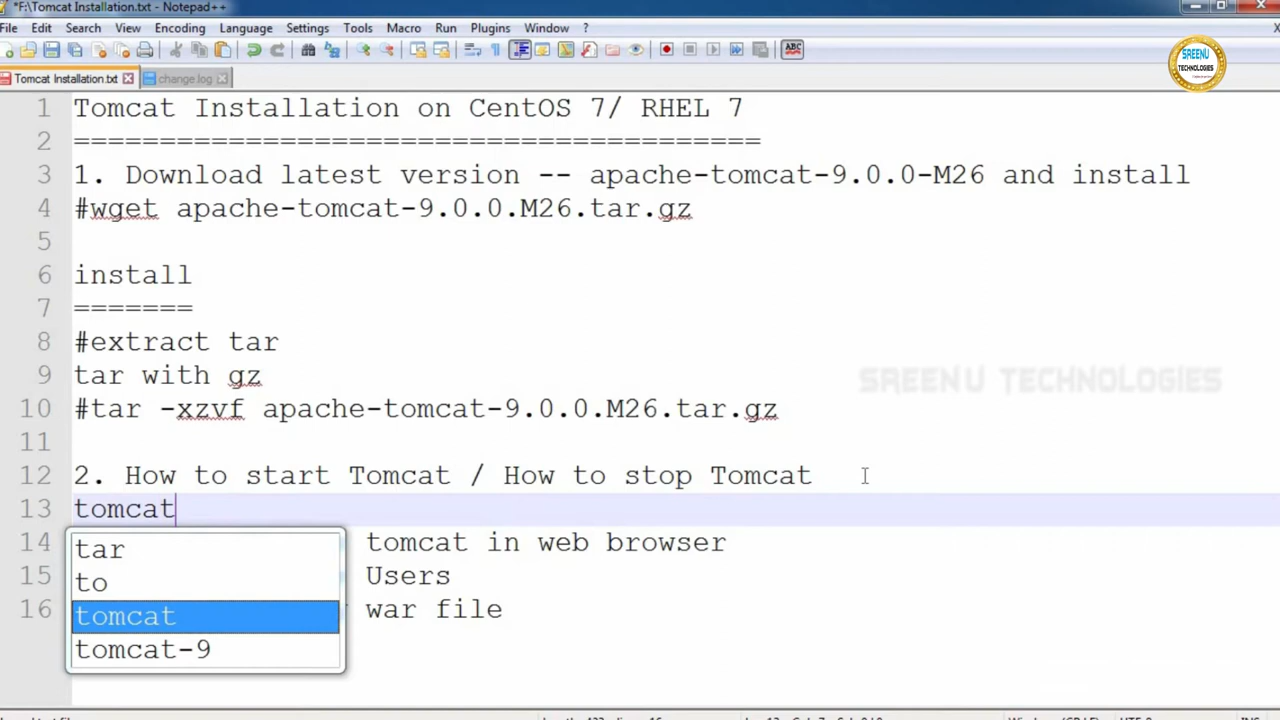 *F:\Tomcat Installation.txt - Notepad++
File Edit Search View Encoding Language Settings Tools Macro Run Plugins Window ?
Tomcat Installation.txt change.log
SREENU
TECHNOLOGIES
1 Tomcat Installation on CentOS 7/ RHEL 7
2 ========================================
3 1. Download latest version -- apache-tomcat-9.0.0-M26 and install
4 #wget apache-tomcat-9.0.0.M26.tar.gz
5
6 install
7 =======
8 #extract tar
9 tar with gz
SREENU TECHNOLOGIES
10 #tar -xzvf apache-tomcat-9.0.0.M26.tar.gz
11
12 2. How to start Tomcat / How to stop Tomcat
13 tomcat
14 tomcat in web browser
15 Users
16 war file
tar
to
tomcat
tomcat-9